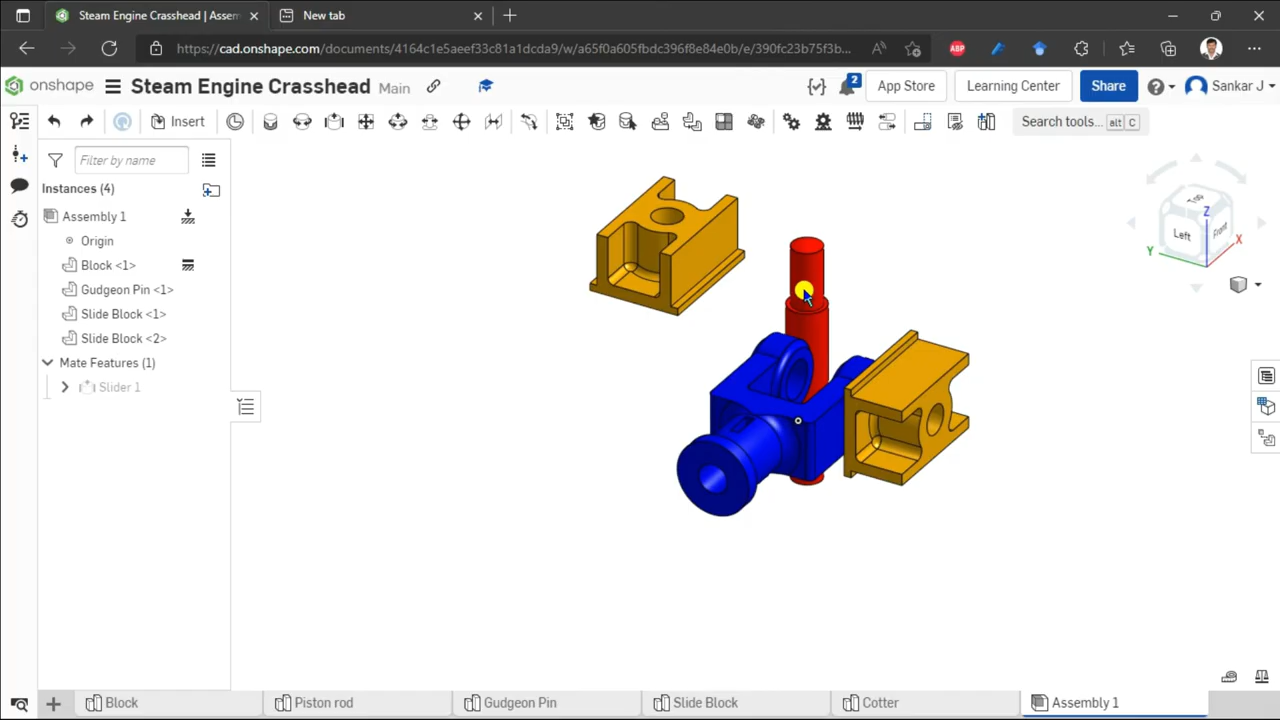 Steam Engine Crasshead | Assem
New tab
https://cad.onshape.com/documents/4164c1e5aeef33c81a1dcda9/w/a65f0a605fbdc396f8e84e0b/e/390fc23b75f3b...
ABP
onshape
Steam Engine Crasshead
Main
2
App Store
Learning Center
Share
Sankar J
Insert
Search tools...
alt C
Filter by name
Instances (4)
Assembly 1
Origin
Block <1>
Gudgeon Pin <1>
Slide Block <1>
Slide Block <2>
Mate Features (1)
Slider 1
Top
Z
Left
Front
X
Y
Block
Piston rod
Gudgeon Pin
Slide Block
Cotter
Assembly 1